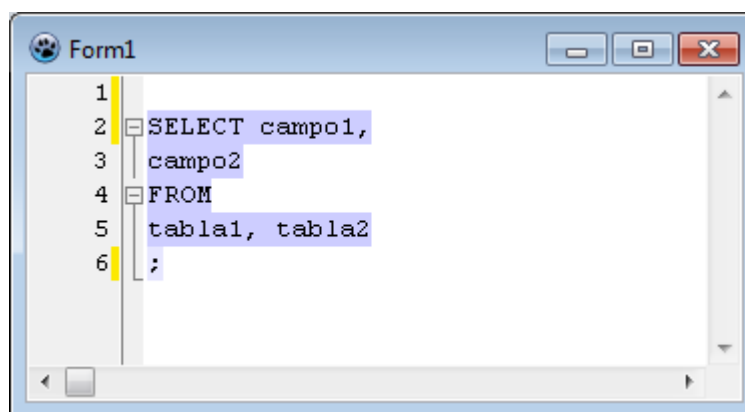 Form1
1
2 SELECT campo1,
3 campo2
4 FROM
5 tabla1, tabla2
6 ;